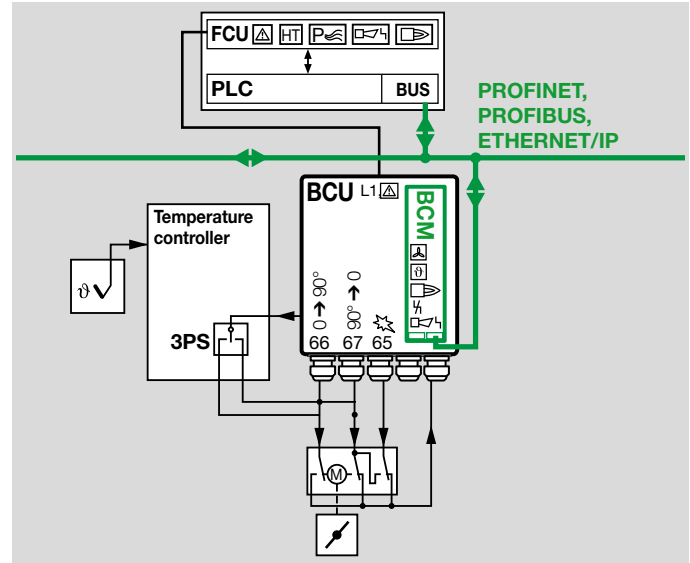 FCU HT P
PLC BUS
PROFINET,
PROFIBUS,
ETHERNET/IP
BCU L1,
BCM
Temperature
controller
ϑ
ϑ
0 → 90°
90° → 0
3PS
66 67 65
M